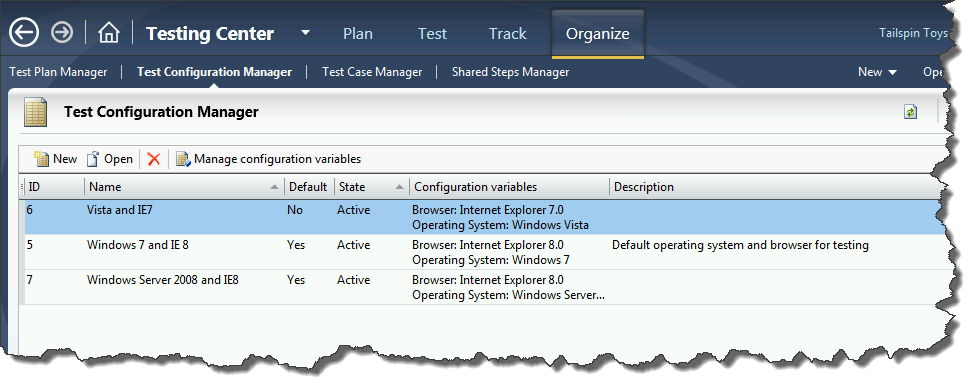 Testing Center Plan Test Track Organize Tailspin Toys
Test Plan Manager | Test Configuration Manager | Test Case Manager | Shared Steps Manager New
Test Configuration Manager
New Open Manage configuration variables
ID Name Default State Configuration variables Description
6 Vista and IE7 No Active Browser: Internet Explorer 7.0
Operating System: Windows Vista
5 Windows 7 and IE 8 Yes Active Browser: Internet Explorer 8.0 Default operating system and browser for testing
Operating System: Windows 7
7 Windows Server 2008 and IE8 Yes Active Browser: Internet Explorer 8.0
Operating System: Windows Server...